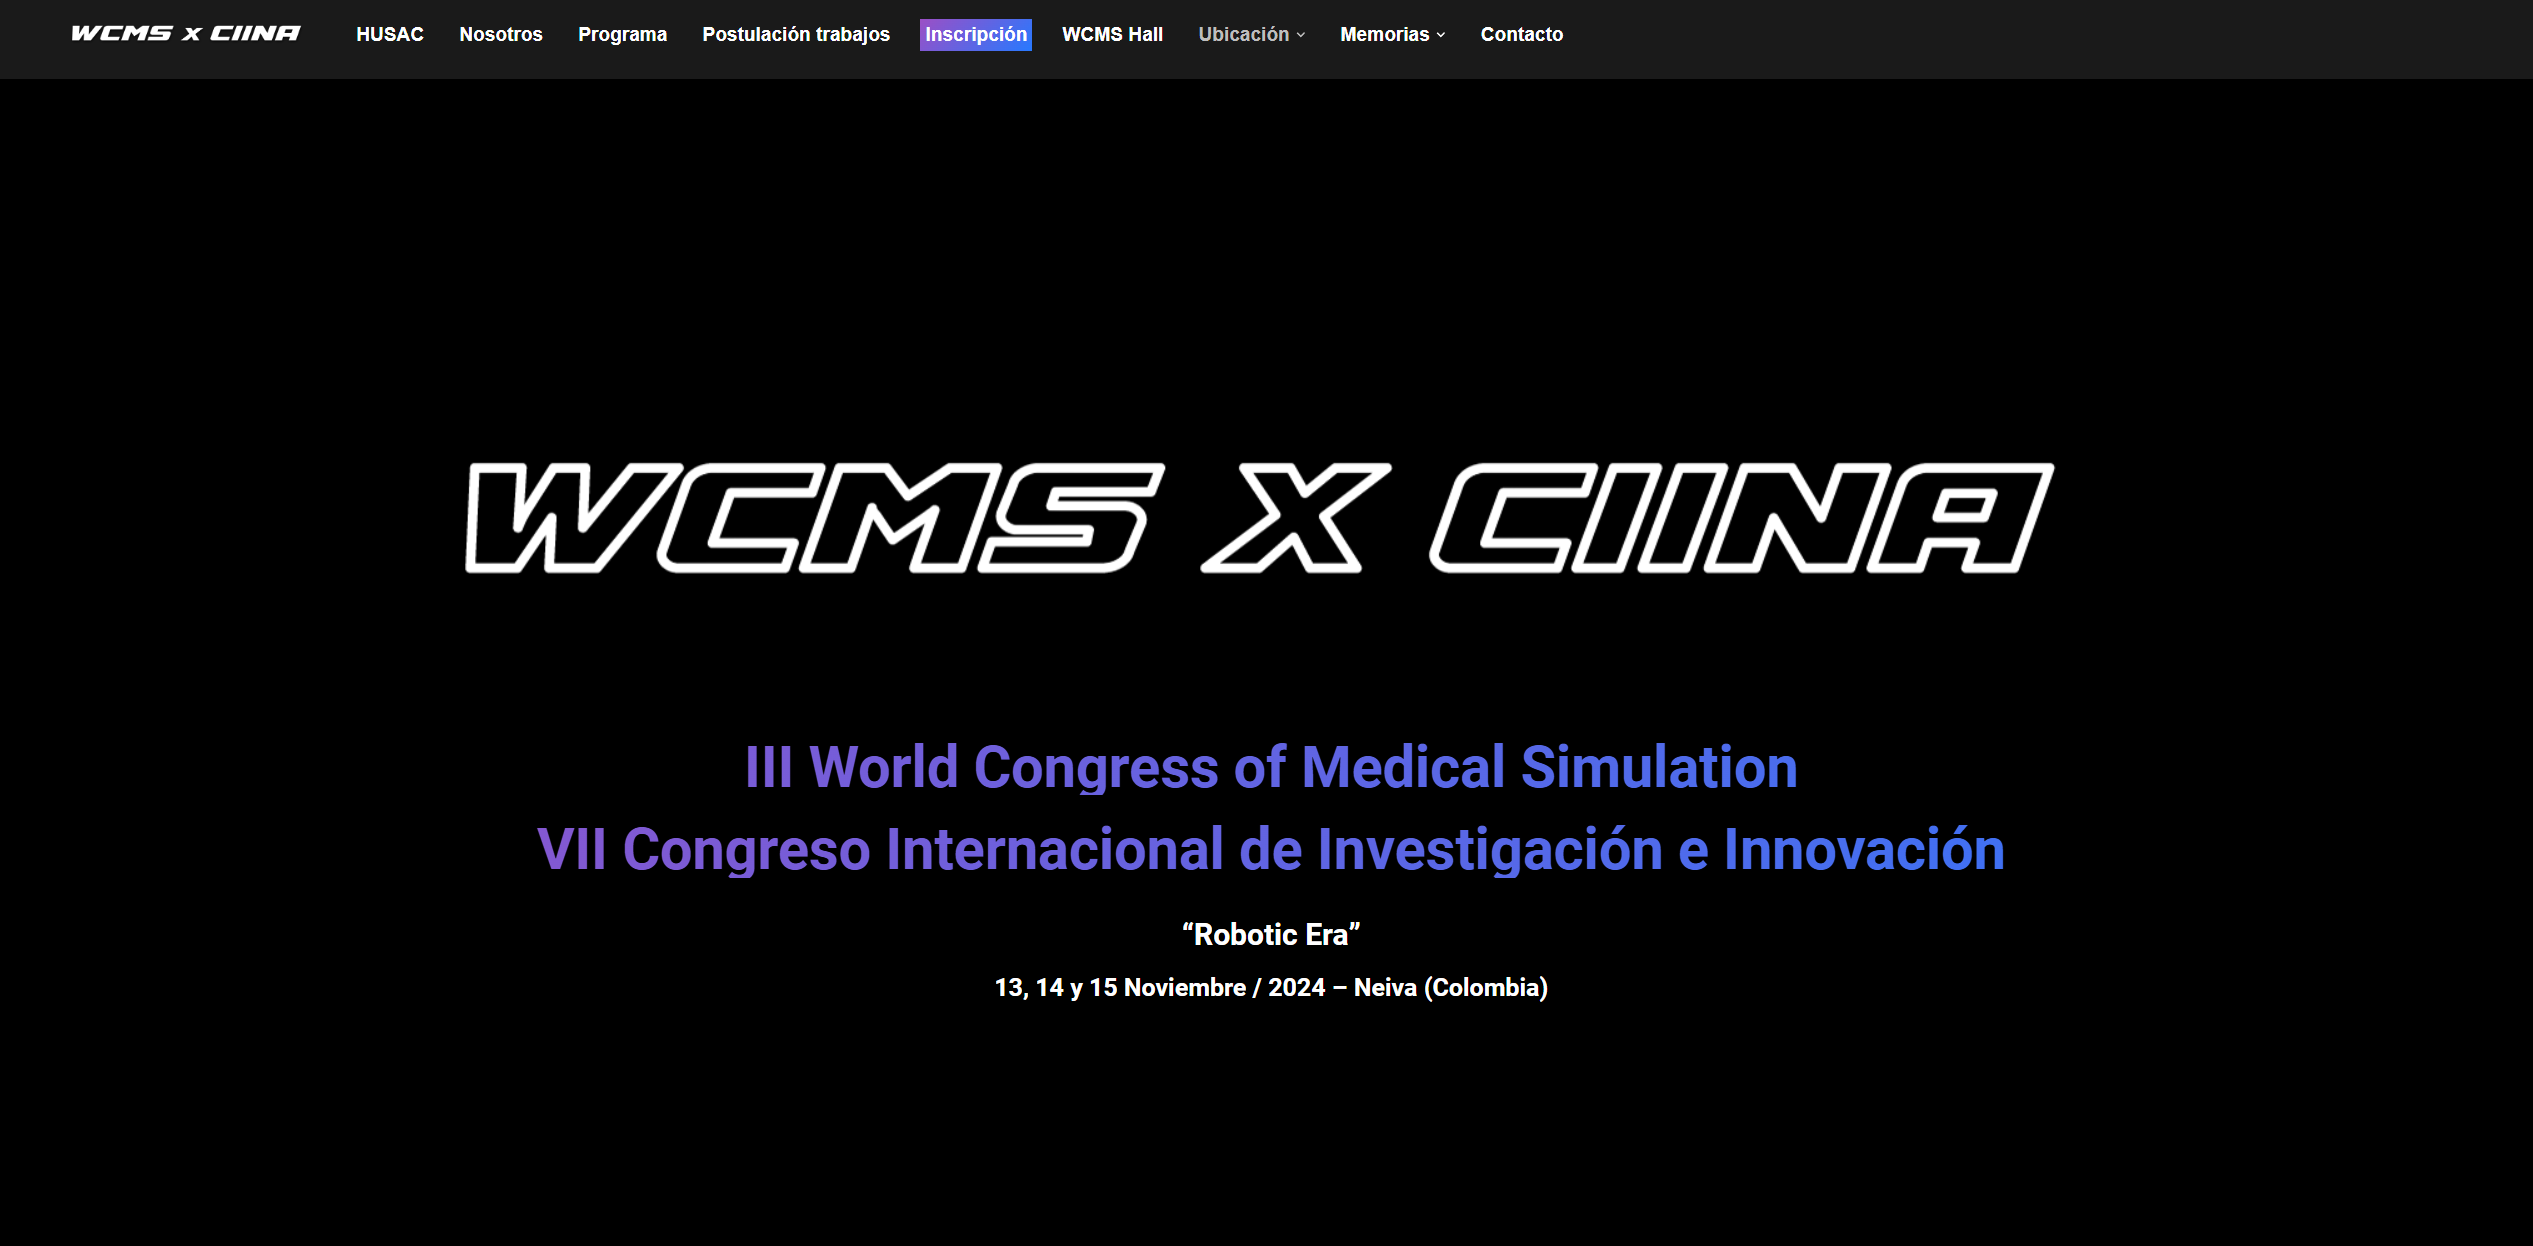 WCMS x CIINA HUSAC Nosotros Programa Postulación trabajos Inscripción WCMS Hall Ubicación Memorias Contacto
WCMS X CIINA
III World Congress of Medical Simulation
VII Congreso Internacional de Investigación e Innovación
“Robotic Era”
13, 14 y 15 Noviembre / 2024 – Neiva (Colombia)